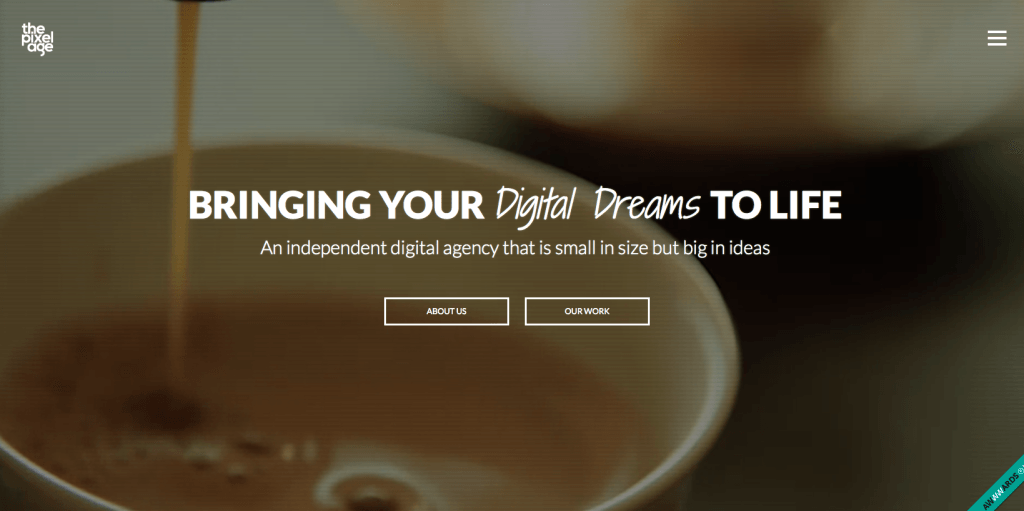 the
pixel
age
BRINGING YOUR Digital Dreams TO LIFE
An independent digital agency that is small in size but big in ideas
ABOUT US
OUR WORK
AWWWARDS